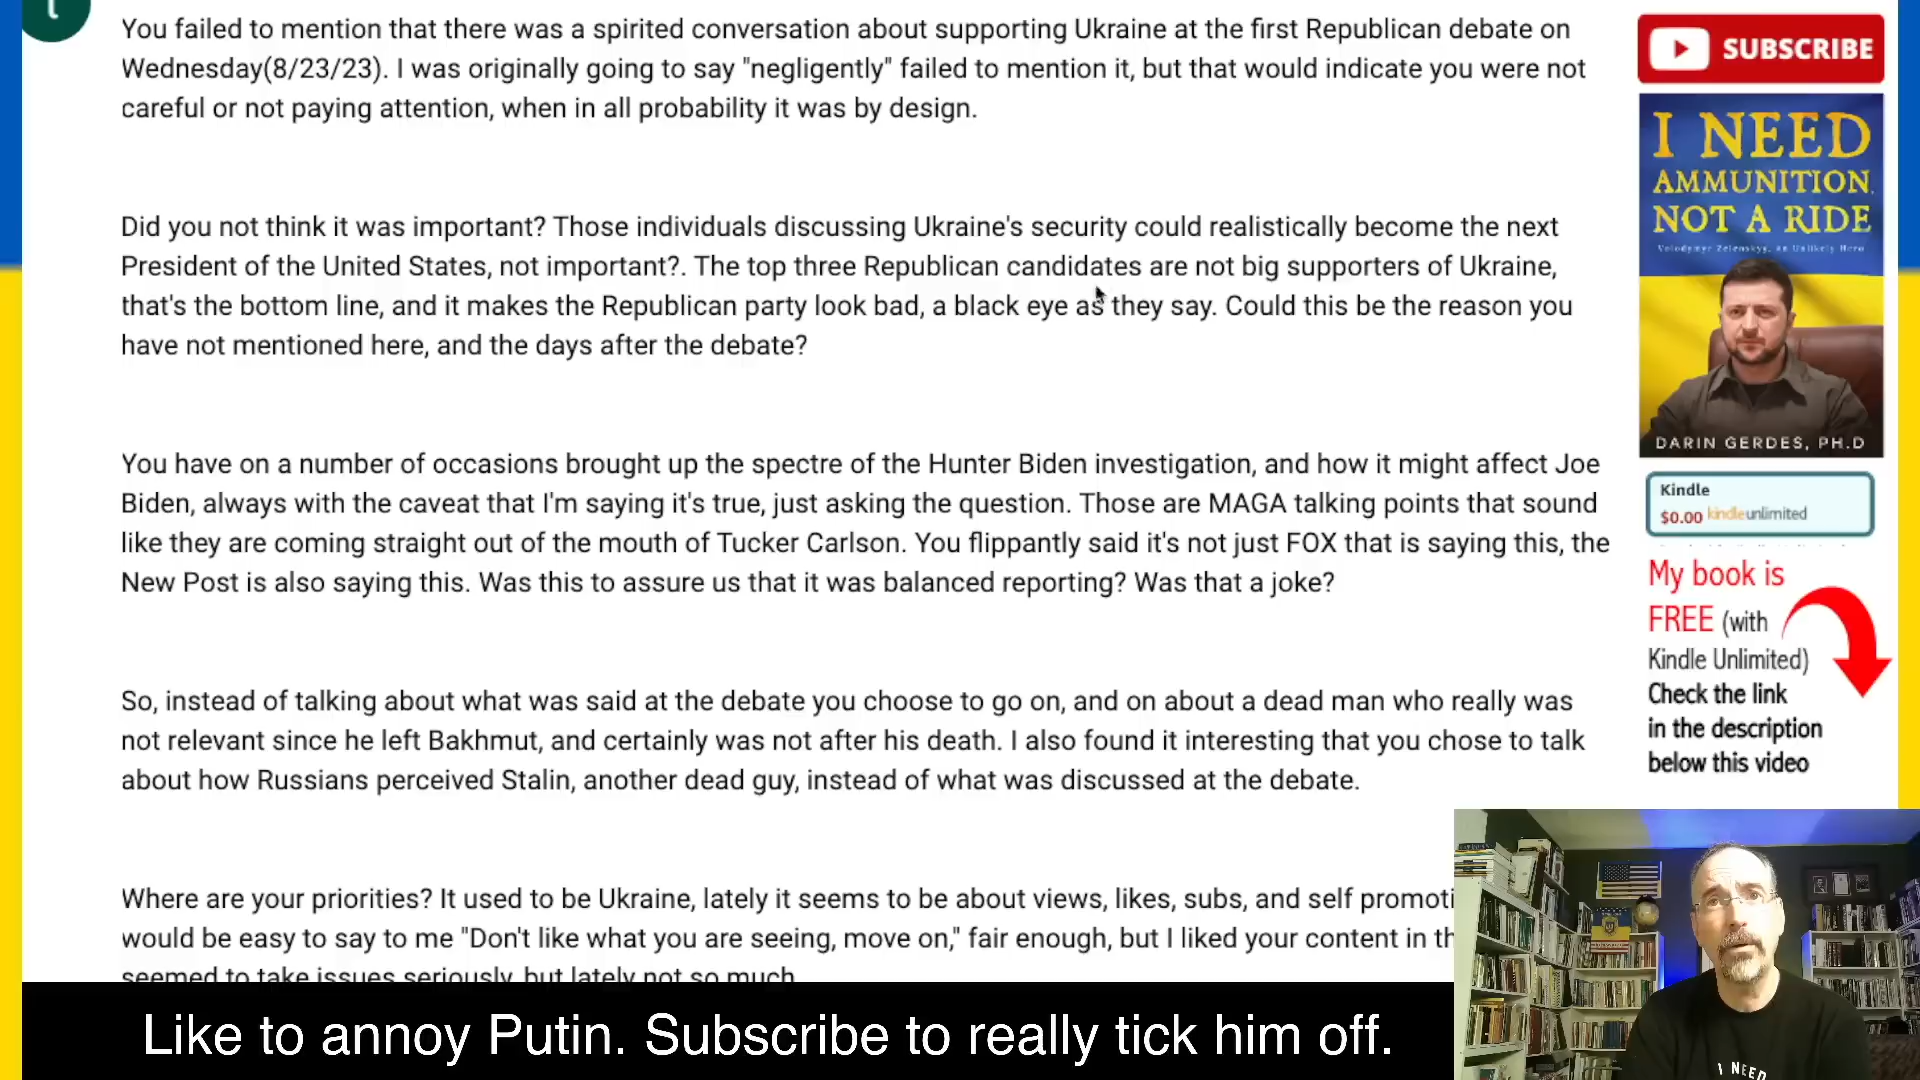 t
You failed to mention that there was a spirited conversation about supporting Ukraine at the first Republican debate on
Wednesday(8/23/23). I was originally going to say "negligently" failed to mention it, but that would indicate you were not
careful or not paying attention, when in all probability it was by design.
Did you not think it was important? Those individuals discussing Ukraine's security could realistically become the next
President of the United States, not important?. The top three Republican candidates are not big supporters of Ukraine,
that's the bottom line, and it makes the Republican party look bad, a black eye as they say. Could this be the reason you
have not mentioned here, and the days after the debate?
You have on a number of occasions brought up the spectre of the Hunter Biden investigation, and how it might affect Joe
Biden, always with the caveat that I'm saying it's true, just asking the question. Those are MAGA talking points that sound
like they are coming straight out of the mouth of Tucker Carlson. You flippantly said it's not just FOX that is saying this, the
New Post is also saying this. Was this to assure us that it was balanced reporting? Was that a joke?
So, instead of talking about what was said at the debate you choose to go on, and on about a dead man who really was
not relevant since he left Bakhmut, and certainly was not after his death. I also found it interesting that you chose to talk
about how Russians perceived Stalin, another dead guy, instead of what was discussed at the debate.
Where are your priorities? It used to be Ukraine, lately it seems to be about views, likes, subs, and self promoti
would be easy to say to me "Don't like what you are seeing, move on," fair enough, but I liked your content in th
seemed to take issues seriously, but lately not so much
SUBSCRIBE
I NEED
AMMUNITION,
NOT A RIDE
Volodymyr Zelenskyy, An Unlikely Hero
DARIN GERDES, PH.D
Kindle
$0.00 kindleunlimited
My book is
FREE (with
Kindle Unlimited)
Check the link
in the description
below this video
I NEED
Like to annoy Putin. Subscribe to really tick him off.